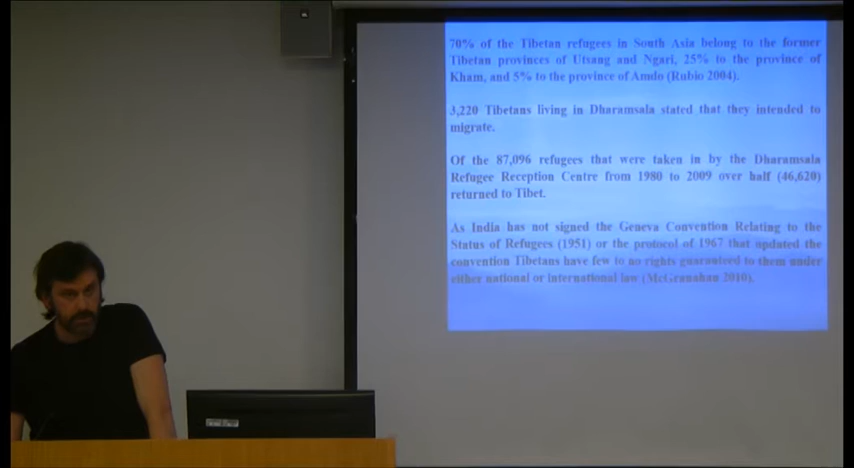 70% of the Tibetan refugees in South Asia belong to the former
Tibetan provinces of Utsang and Ngari, 25% to the province of
Kham, and 5% to the province of Amdo (Rubio 2004).
3,220 Tibetans living in Dharamsala stated that they intended to
migrate.
Of the 87,096 refugees that were taken in by the Dharamsala
Refugee Reception Centre from 1980 to 2009 over half (46,620)
returned to Tibet.
As India has not signed the Geneva Convention Relating to the
Status of Refugees (1951) or the protocol of 1967 that updated the
convention Tibetans have few to no rights guaranteed to them under
either national or international law (McGranahan 2010).